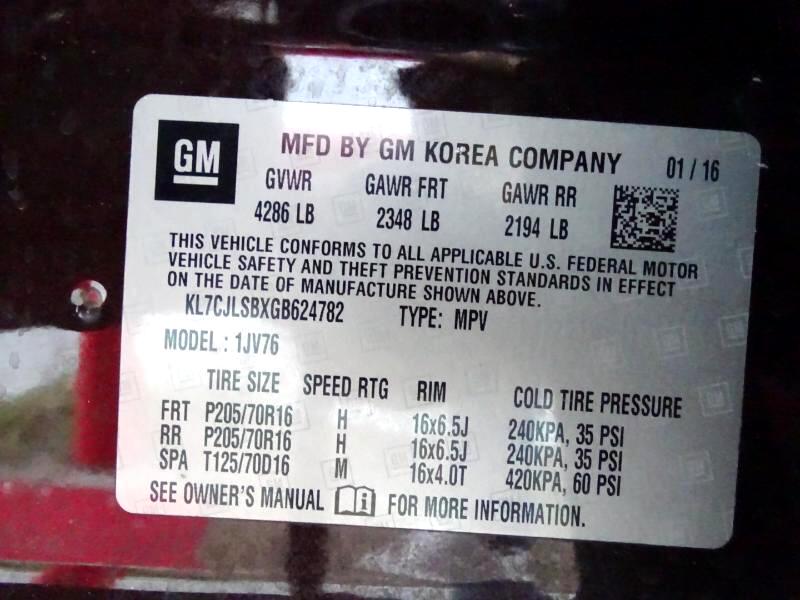 GM
MFD BY GM KOREA COMPANY 01 / 16
GVWR GAWR FRT GAWR RR
4286 LB 2348 LB 2194 LB
THIS VEHICLE CONFORMS TO ALL APPLICABLE U.S. FEDERAL MOTOR
VEHICLE SAFETY AND THEFT PREVENTION STANDARDS IN EFFECT
ON THE DATE OF MANUFACTURE SHOWN ABOVE.
KL7CJLSBXGB624782 TYPE: MPV
MODEL : 1JV76
TIRE SIZE SPEED RTG RIM COLD TIRE PRESSURE
FRT P205/70R16 H 16x6.5J 240KPA, 35 PSI
RR P205/70R16 H 16x6.5J 240KPA, 35 PSI
SPA T125/70D16 M 16x4.0T 420KPA, 60 PSI
SEE OWNER'S MANUAL FOR MORE INFORMATION.